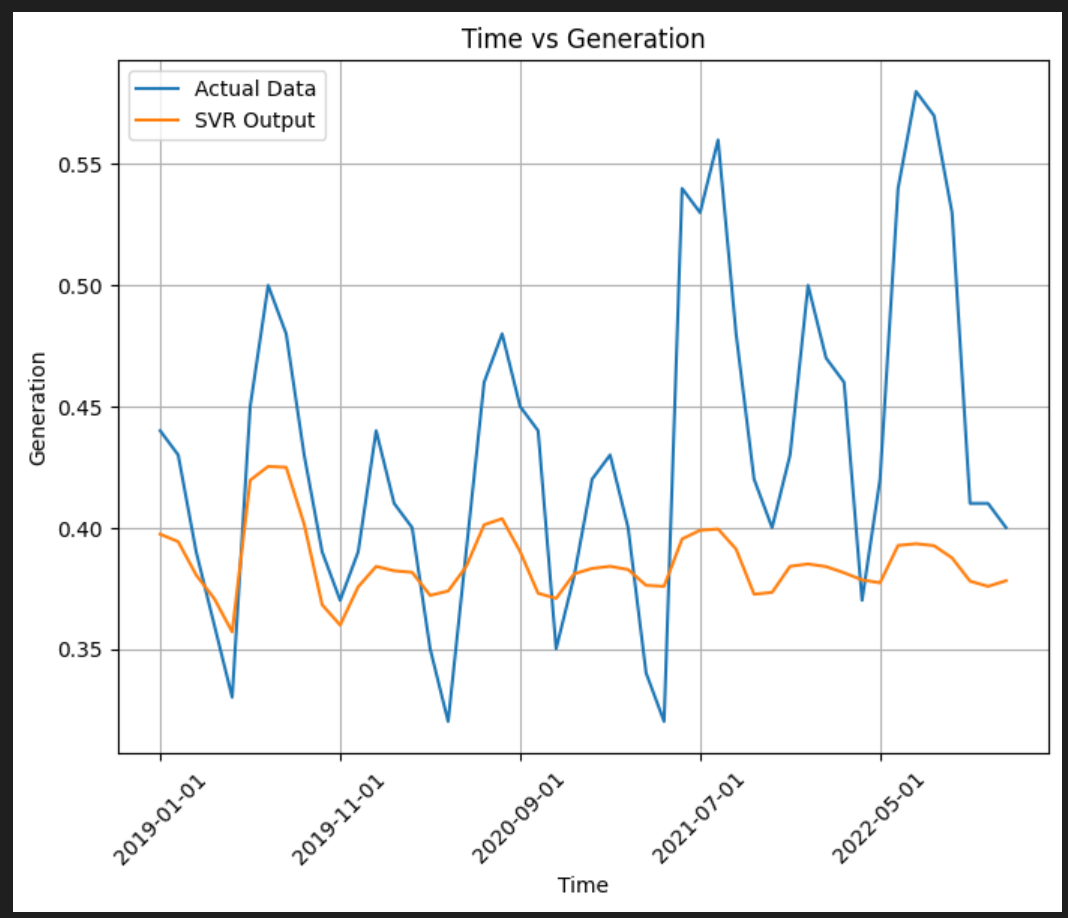 Time vs Generation
Actual Data
SVR Output
0.55
0.50
0.45
0.40
0.35
Generation
2019-01-01
2019-11-01
2020-09-01
2021-07-01
2022-05-01
Time